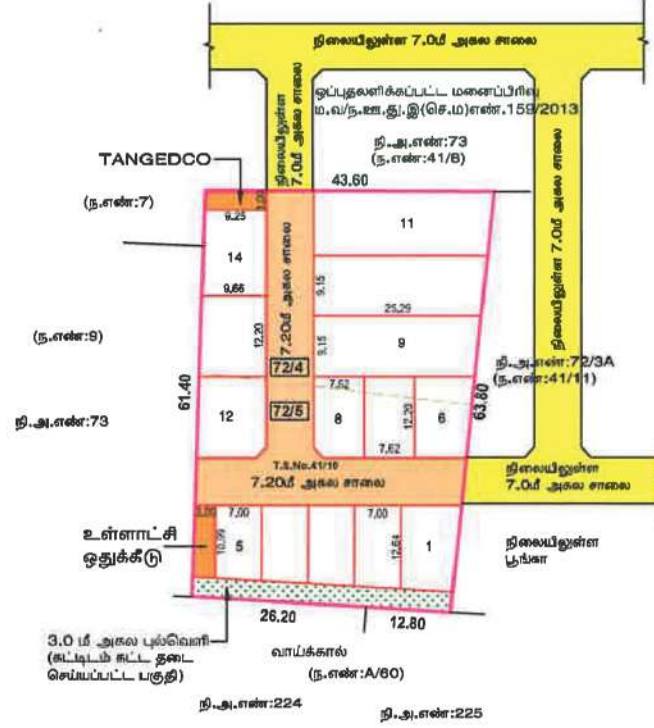 நிலையிலுள்ள 7.0மீ அகல சாலை
நிலையிலுள்ள
7.0மீ அகல சாலை
ஒப்புதலளிக்கப்பட்ட மனைப்பிரிவு
ம.வ/ந.ஊ.து.இ(செ.ம)எண்.159/2013
நி.அ.எண்:73
(ந.எண்:41/8)
நிலையிலுள்ள 7.0மீ அகல சாலை
TANGEDCO
43.60
(ந.எண்:7)
3.00
9.25
11
14
9.66
9.15
25.29
7.20மீ அகல சாலை
(ந.எண்:9)
12.20
9.15
9
72/4
நி.அ.எண்:72/3A
(ந.எண்:41/11)
61.40
7.62
63.80
நி.அ.எண்:73
12
72/5
8
12.20
6
7.62
T.S.No.41/10
7.20மீ அகல சாலை
நிலையிலுள்ள
7.0மீ அகல சாலை
உள்ளாட்சி
ஒதுக்கீடு
3.00
7.00
7.00
10.99
5
12.64
1
நிலையிலுள்ள
பூங்கா
26.20
12.80
3.0 மீ அகல புல்வெளி
(கட்டிடம் கட்ட தடை
செய்யப்பட்ட பகுதி)
வாய்க்கால்
(ந.எண்:A/60)
நி.அ.எண்:224
நி.அ.எண்:225